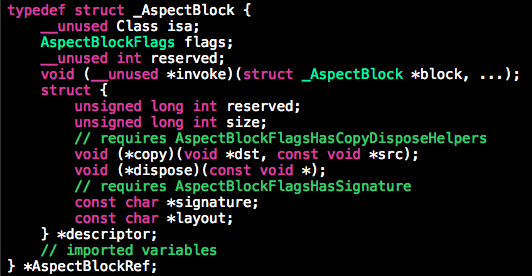 typedef struct _AspectBlock {
    __unused Class isa;
    AspectBlockFlags flags;
    __unused int reserved;
    void (__unused *invoke)(struct _AspectBlock *block, ...);
    struct {
        unsigned long int reserved;
        unsigned long int size;
        // requires AspectBlockFlagsHasCopyDisposeHelpers
        void (*copy)(void *dst, const void *src);
        void (*dispose)(const void *);
        // requires AspectBlockFlagsHasSignature
        const char *signature;
        const char *layout;
    } *descriptor;
    // imported variables
} *AspectBlockRef;